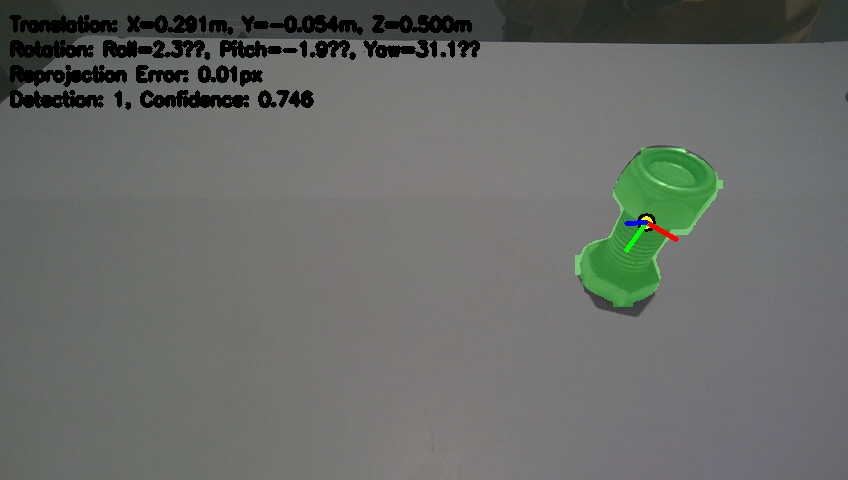 Translation: X=0.291m, Y=-0.054m, Z=0.500m
Rotation: Roll=2.3??, Pitch=-1.9??, Yaw=31.1??
Reprojection Error: 0.01px
Detection: 1, Confidence: 0.746